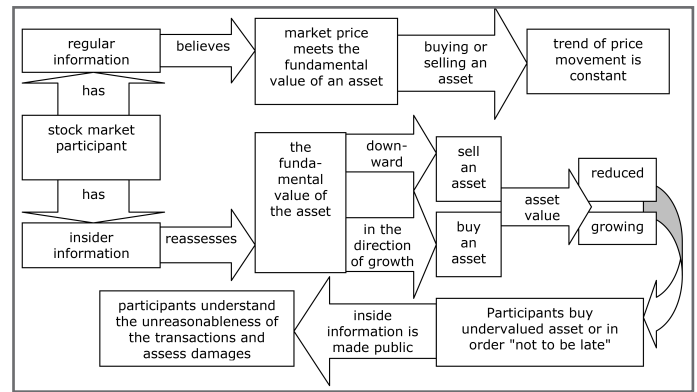 regular
information
believes
market price
meets the
fundamental
value of an asset
buying or
selling an
asset
trend of price
movement is
constant
has
stock market
participant
has
insider
information
reassesses
the
funda-
mental
value of
the asset
down-
ward
in the
direction
of growth
sell
an
asset
buy
an
asset
asset
value
reduced
growing
Participants buy
undervalued asset or in
order "not to be late"
inside
information is
made public
participants understand
the unreasonableness of
the transactions and
assess damages